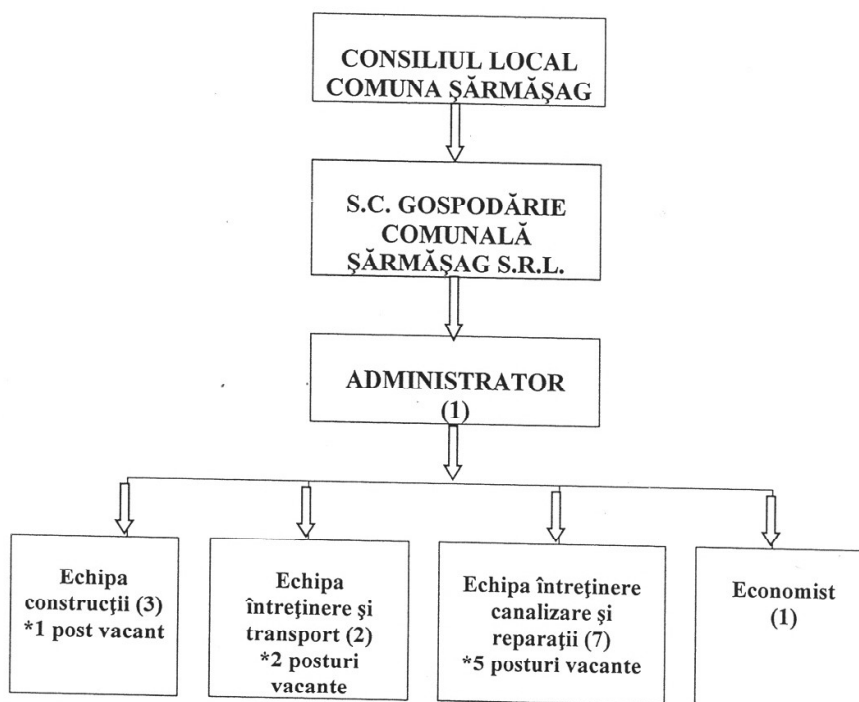 CONSILIUL LOCAL
COMUNA ŞĂRMĂŞAG
S.C. GOSPODĂRIE
COMUNALĂ
ŞĂRMĂŞAG S.R.L.
ADMINISTRATOR
(1)
Echipa
construcţii (3)
*1 post vacant
Echipa
întreţinere şi
transport (2)
*2 posturi
vacante
Echipa întreţinere
canalizare şi
reparaţii (7)
*5 posturi vacante
Economist
(1)